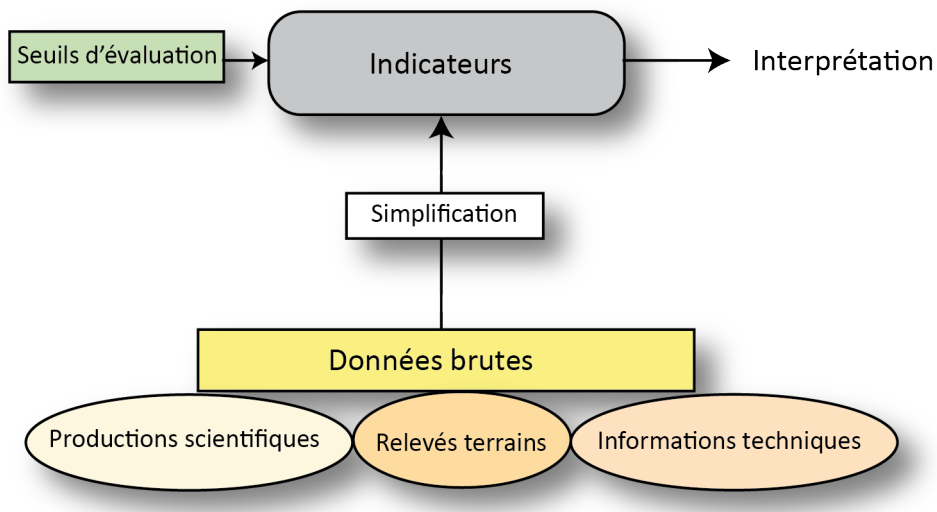 Seuils d'évaluation
Indicateurs
Interprétation
Simplification
Données brutes
Productions scientifiques
Relevés terrains
Informations techniques